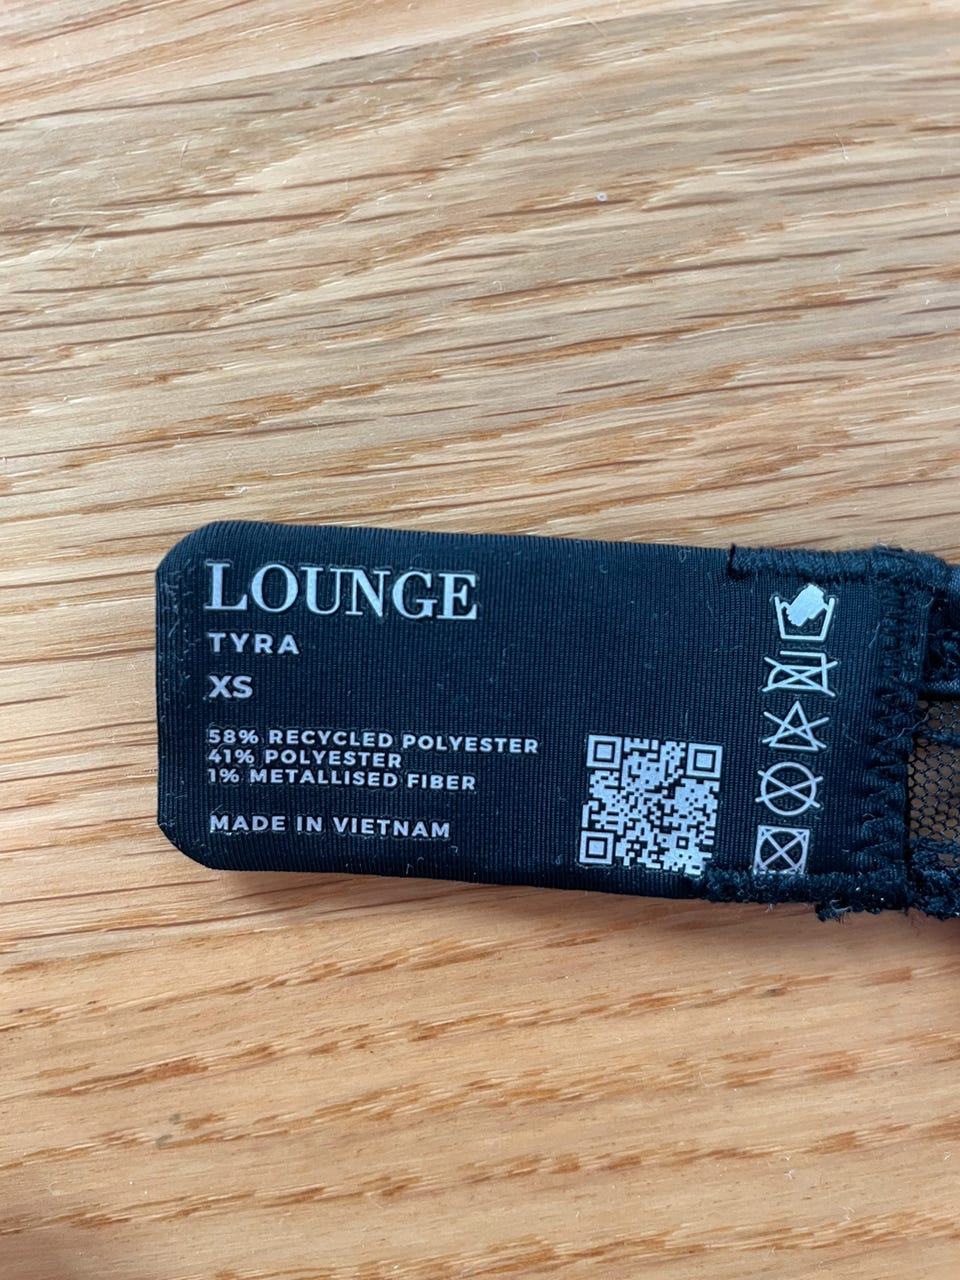 LOUNGE
TYRA
XS
58% RECYCLED POLYESTER
41% POLYESTER
1% METALLISED FIBER
MADE IN VIETNAM